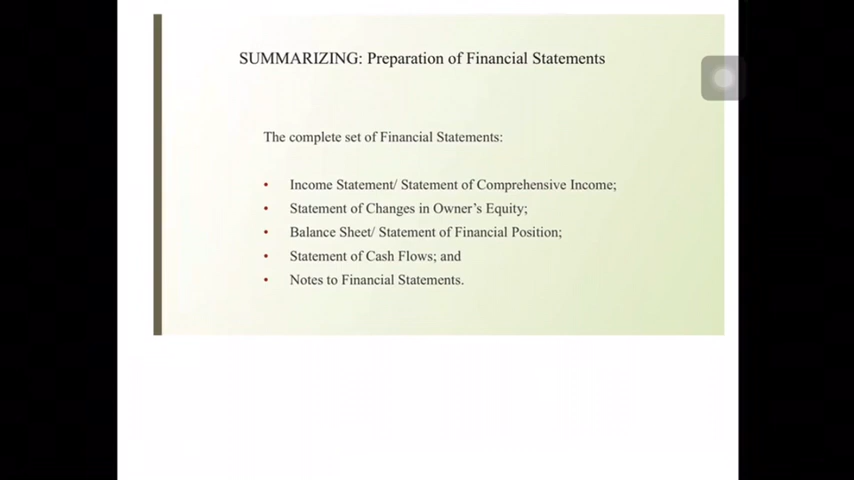 SUMMARIZING: Preparation of Financial Statements
The complete set of Financial Statements:
• Income Statement/ Statement of Comprehensive Income;
• Statement of Changes in Owner’s Equity;
• Balance Sheet/ Statement of Financial Position;
• Statement of Cash Flows; and
• Notes to Financial Statements.